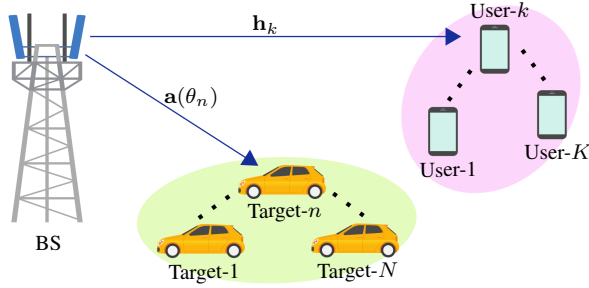 User-k
h_k
a(θ_n)
User-1
User-K
Target-n
BS
Target-1
Target-N